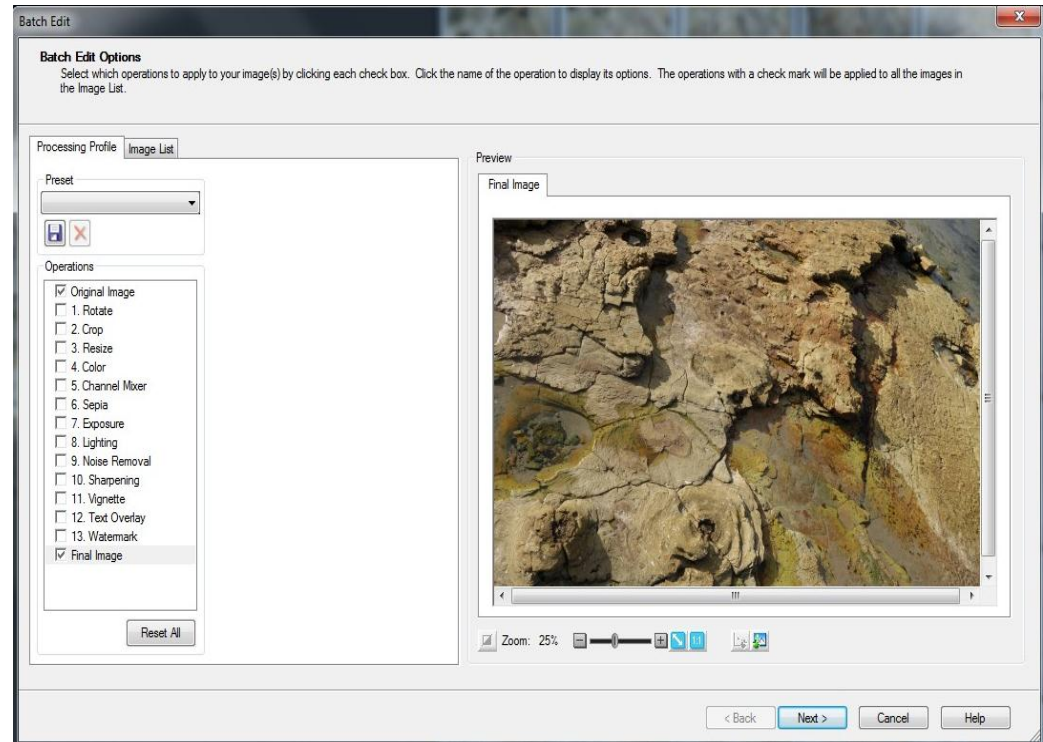 Batch Edit
Batch Edit Options
Select which operations to apply to your image(s) by clicking each check box. Click the name of the operation to display its options. The operations with a check mark will be applied to all the images in
the Image List.
Processing Profile
Image List
Preset
Operations
Original Image
1. Rotate
2. Crop
3. Resize
4. Color
5. Channel Mixer
6. Sepia
7. Exposure
8. Lighting
9. Noise Removal
10. Sharpening
11. Vignette
12. Text Overlay
13. Watermark
Final Image
Reset All
Preview
Final Image
Zoom: 25%
1:1
< Back
Next >
Cancel
Help